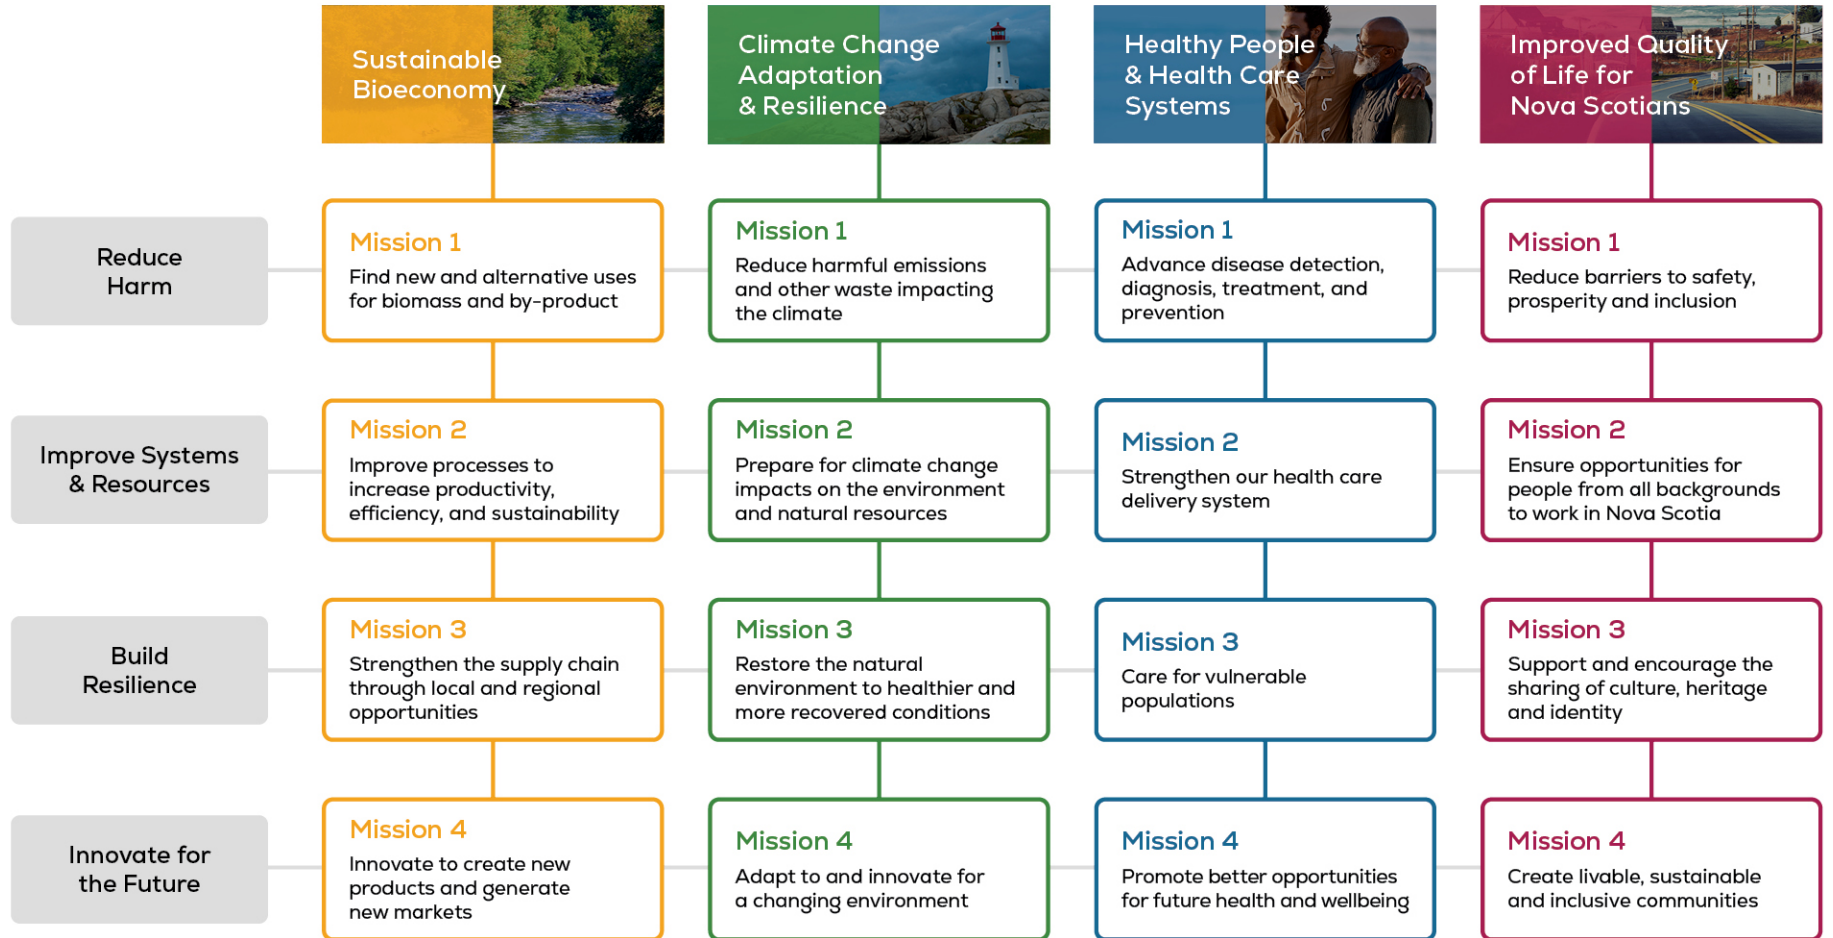 Sustainable
Bioeconomy
Climate Change
Adaptation
& Resilience
Healthy People
& Health Care
Systems
Improved Quality
of Life for
Nova Scotians
Reduce
Harm
Mission 1
Find new and alternative uses
for biomass and by-product
Mission 1
Reduce harmful emissions
and other waste impacting
the climate
Mission 1
Advance disease detection,
diagnosis, treatment, and
prevention
Mission 1
Reduce barriers to safety,
prosperity and inclusion
Improve Systems
& Resources
Mission 2
Improve processes to
increase productivity,
efficiency, and sustainability
Mission 2
Prepare for climate change
impacts on the environment
and natural resources
Mission 2
Strengthen our health care
delivery system
Mission 2
Ensure opportunities for
people from all backgrounds
to work in Nova Scotia
Build
Resilience
Mission 3
Strengthen the supply chain
through local and regional
opportunities
Mission 3
Restore the natural
environment to healthier and
more recovered conditions
Mission 3
Care for vulnerable
populations
Mission 3
Support and encourage the
sharing of culture, heritage
and identity
Innovate for
the Future
Mission 4
Innovate to create new
products and generate
new markets
Mission 4
Adapt to and innovate for
a changing environment
Mission 4
Promote better opportunities
for future health and wellbeing
Mission 4
Create livable, sustainable
and inclusive communities